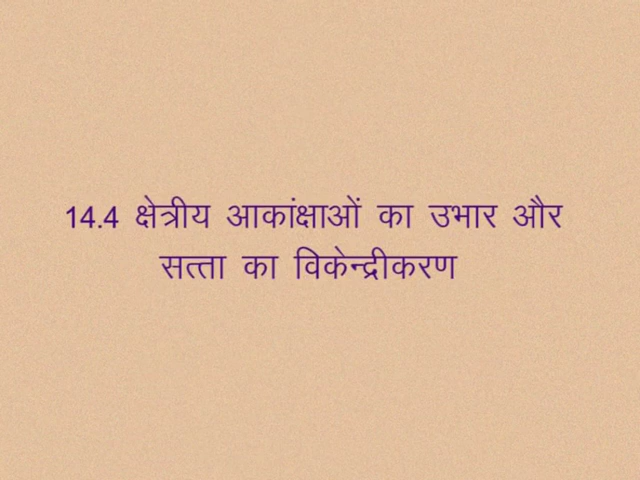 14.4 क्षेत्रीय आकांक्षाओं का उभार और
सत्ता का विकेन्द्रीकरण